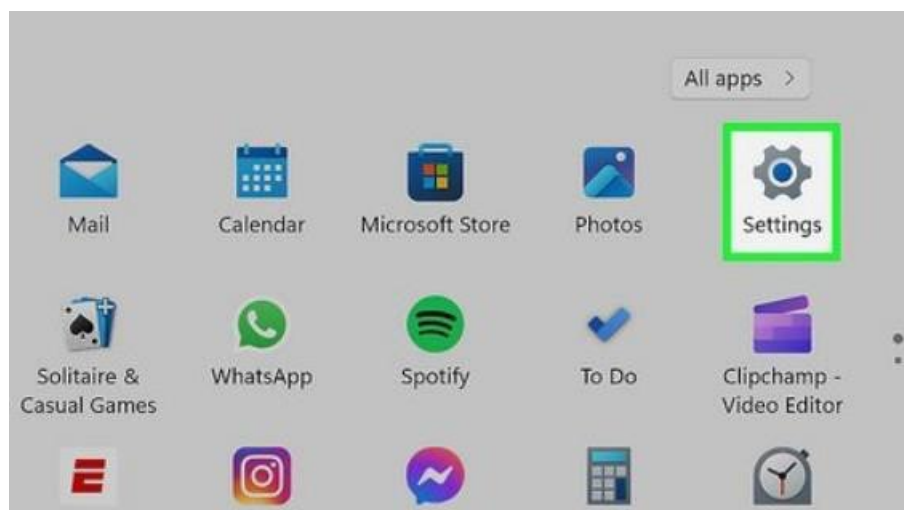 All apps >
Mail
Calendar
Microsoft Store
Photos
Settings
Solitaire &
Casual Games
WhatsApp
Spotify
To Do
Clipchamp -
Video Editor
E